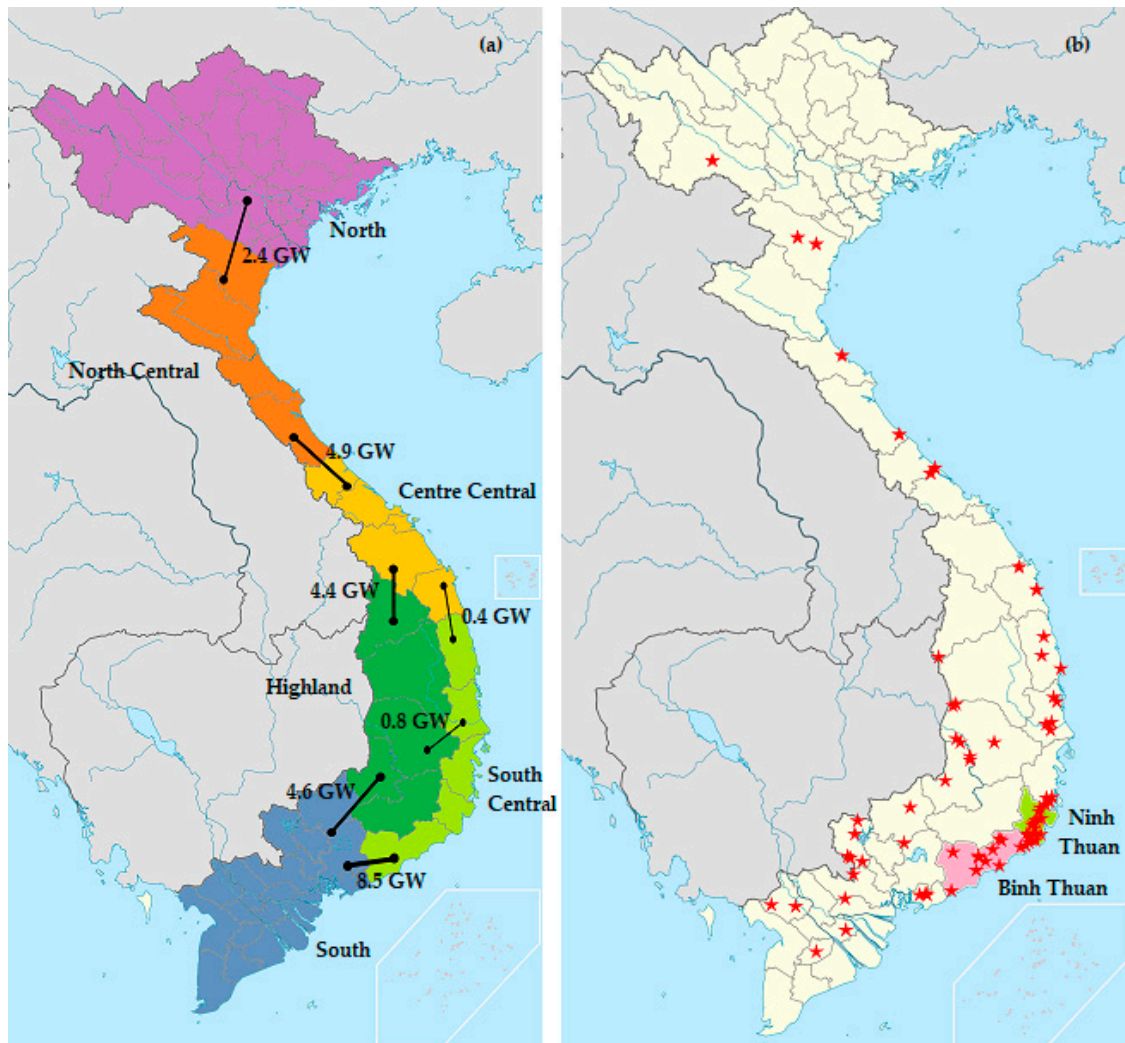 (a)
North
2.4 GW
North Central
4.9 GW
Centre Central
4.4 GW
0.4 GW
Highland
0.8 GW
South
Central
4.6 GW
8.5 GW
South
(b)
Ninh
Thuan
Binh Thuan